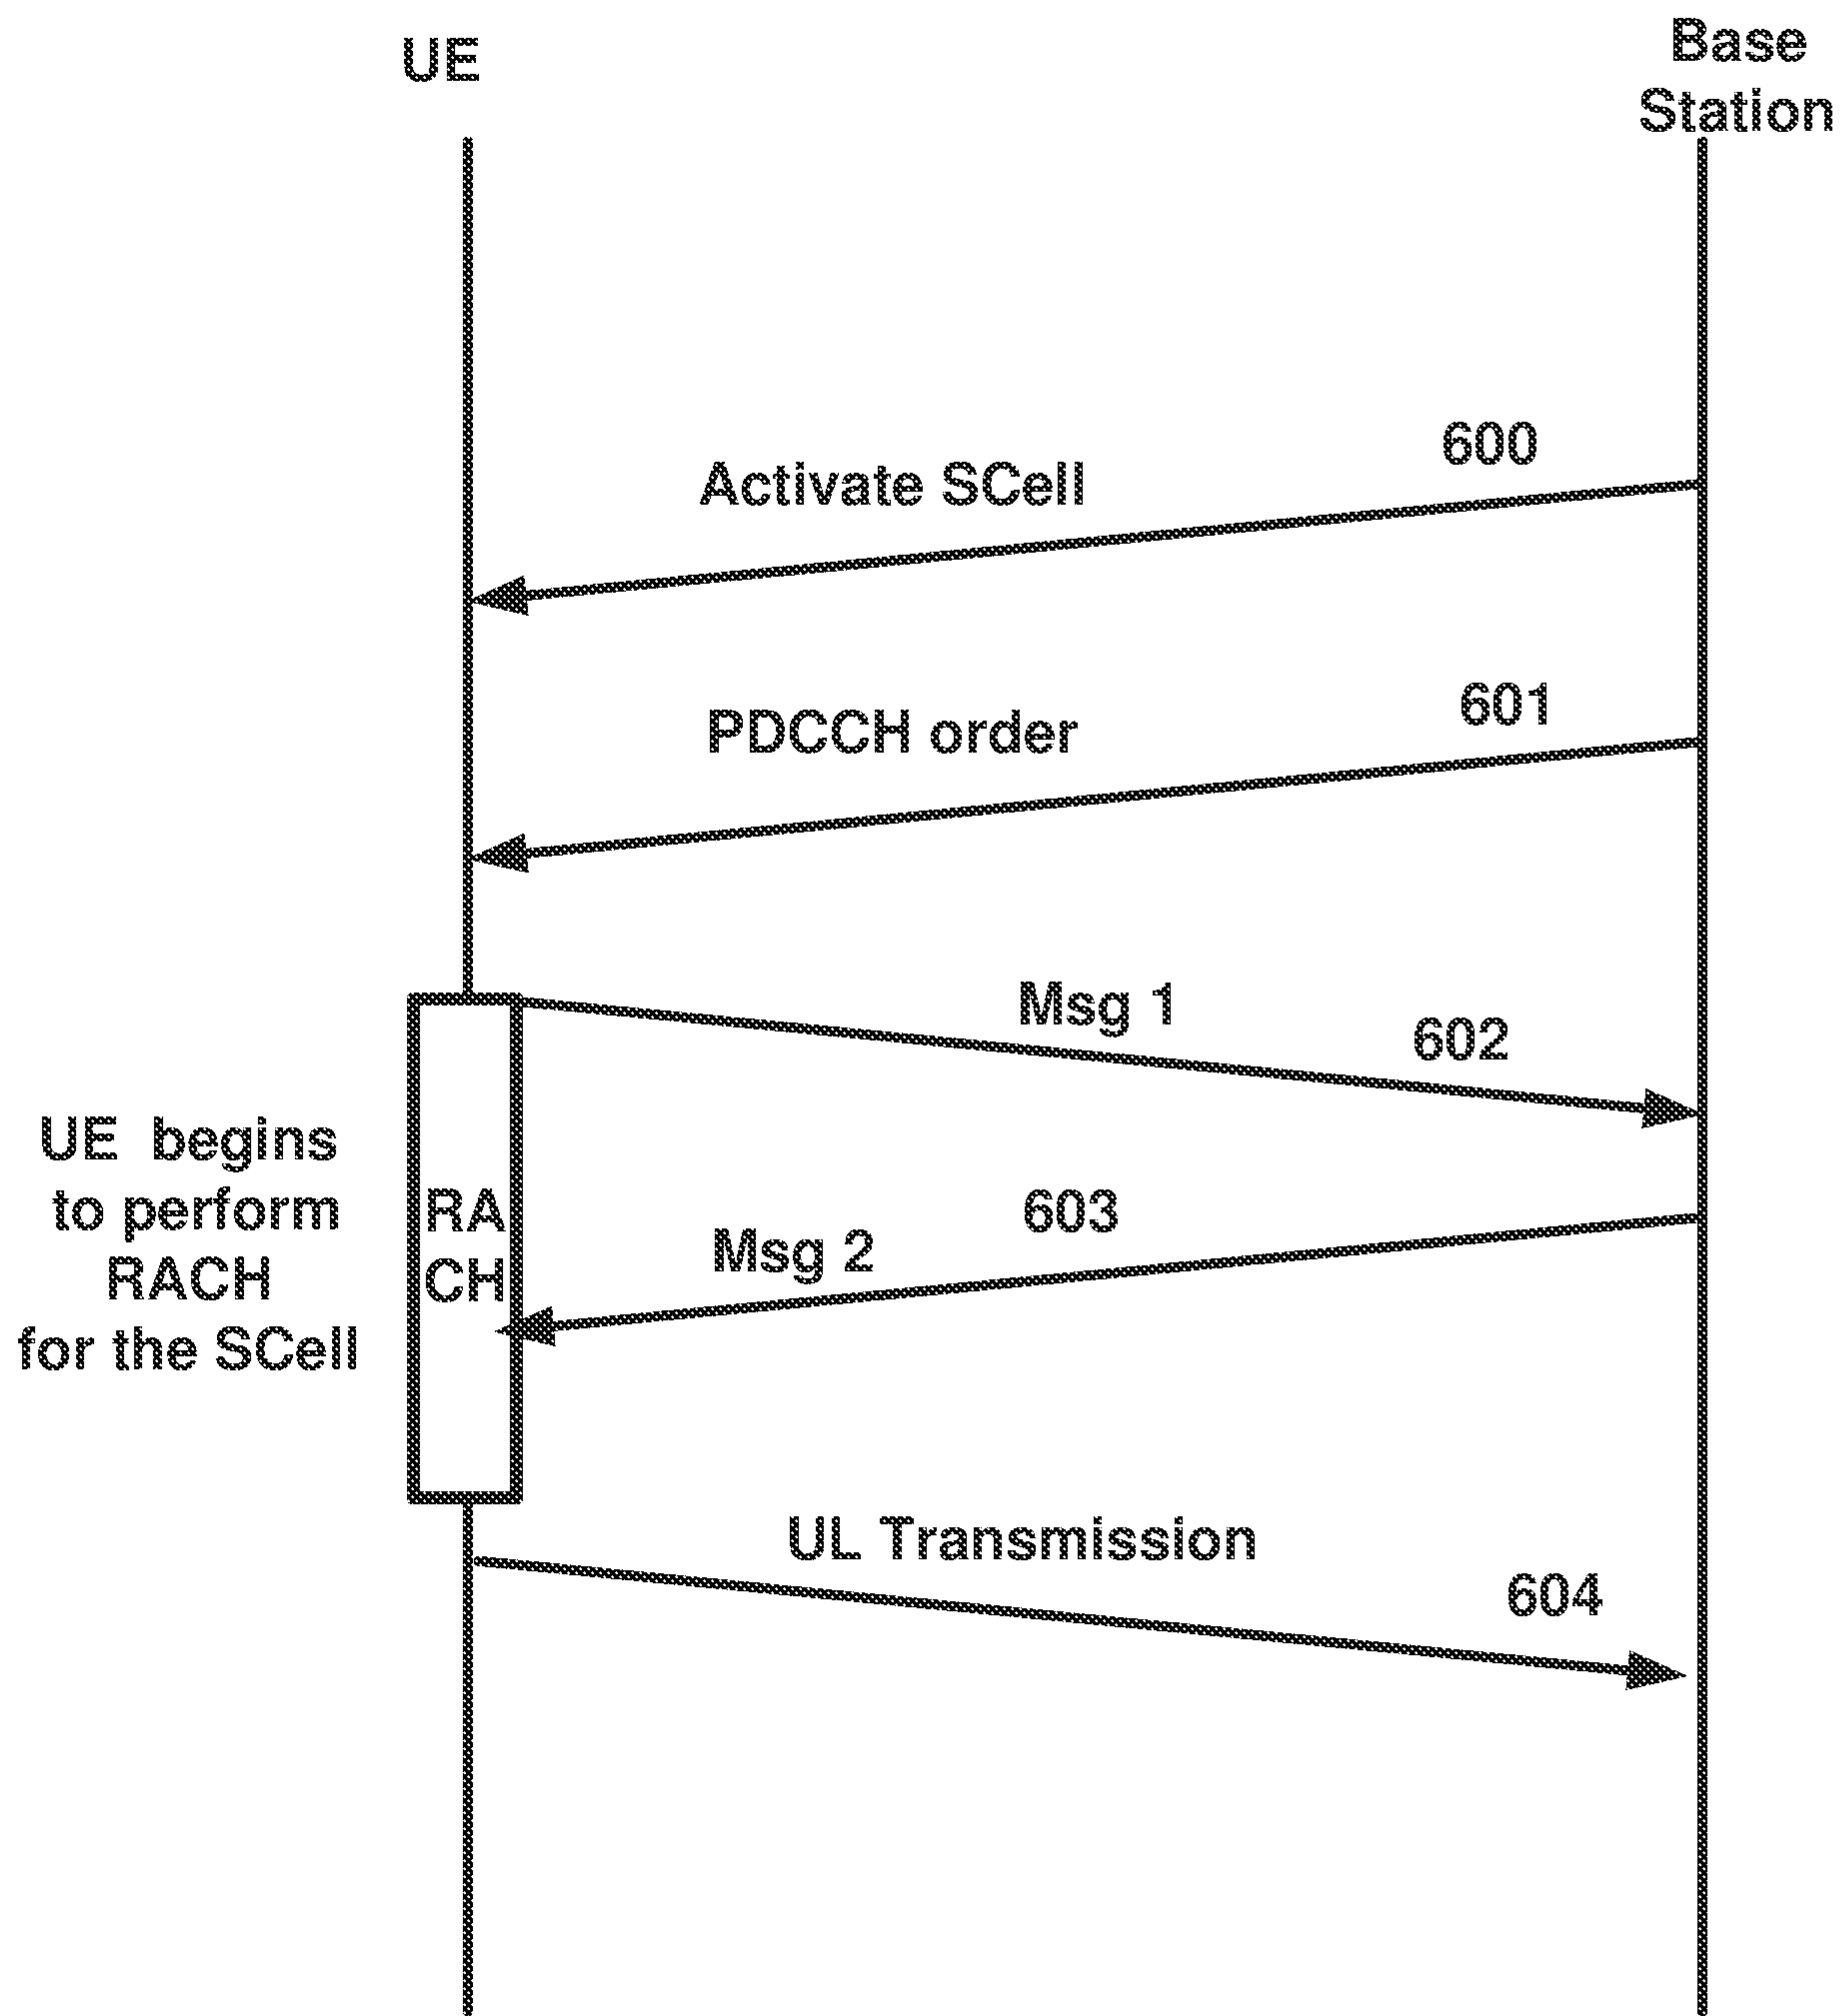 UE
Base
Station
600
Activate SCell
601
PDCCH order
Msg 1
602
UE begins
to perform
RACH
for the SCell
RA
CH
603
Msg 2
UL Transmission
604